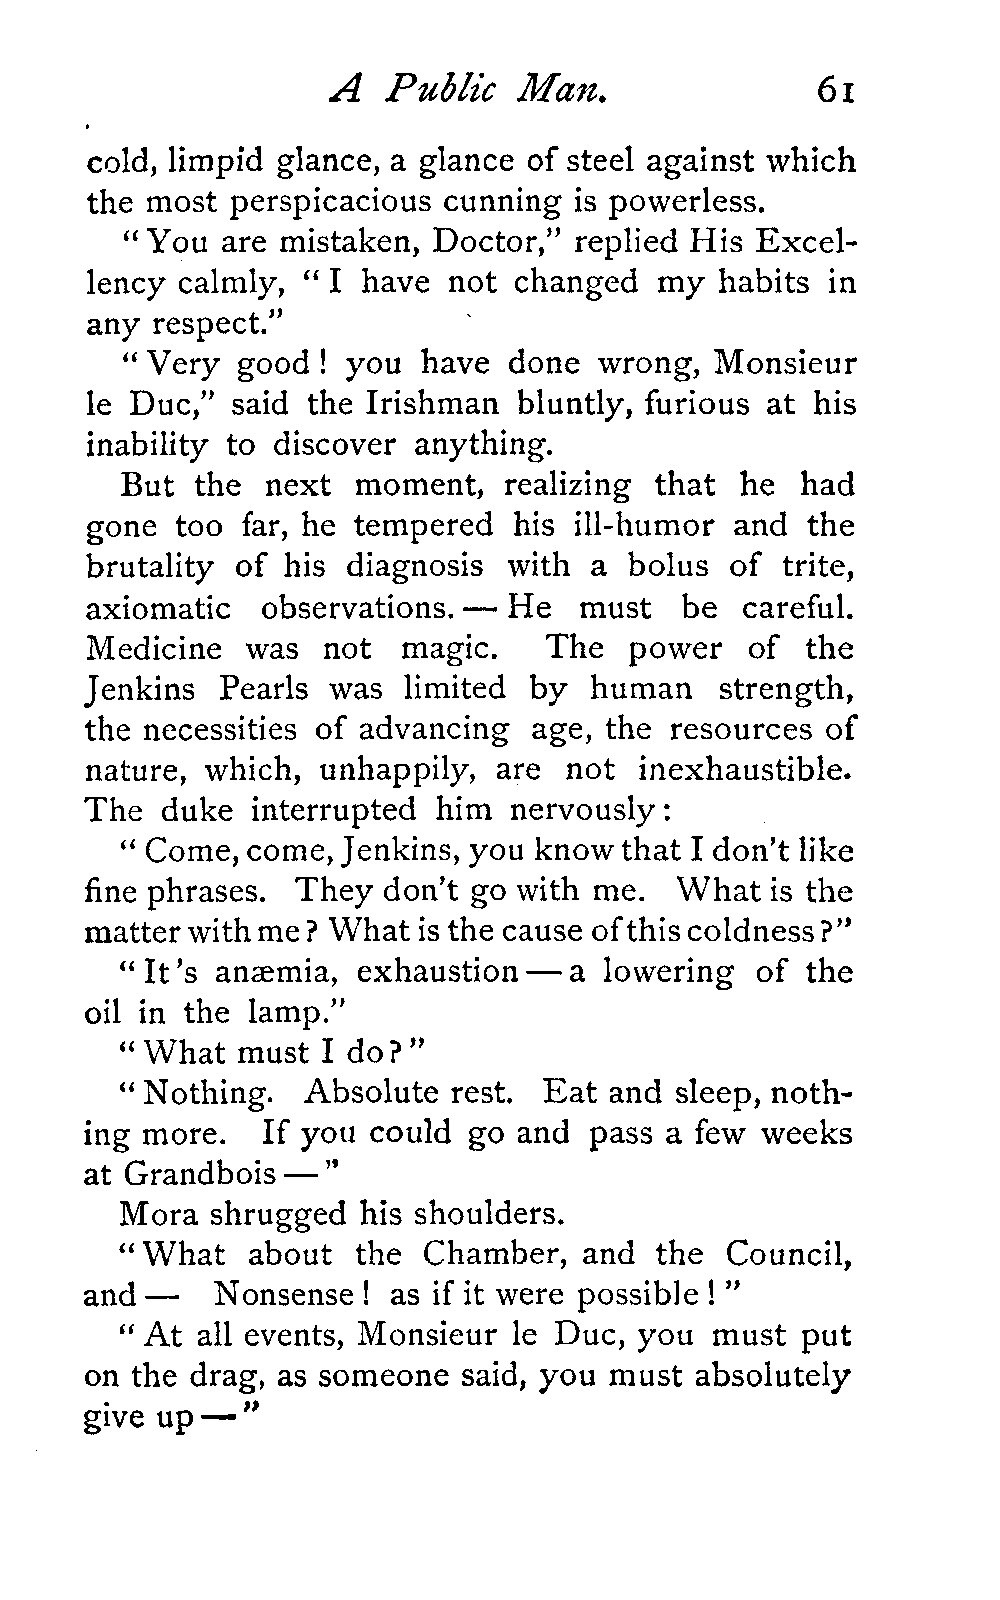 A Public Man. 61
cold, limpid glance, a glance of steel against which
the most perspicacious cunning is powerless.
"You are mistaken, Doctor," replied His Excel-
lency calmly, "I have not changed my habits in
any respect."
"Very good! you have done wrong, Monsieur
le Duc," said the Irishman bluntly, furious at his
inability to discover anything.
But the next moment, realizing that he had
gone too far, he tempered his ill-humor and the
brutality of his diagnosis with a bolus of trite,
axiomatic observations. — He must be careful.
Medicine was not magic. The power of the
Jenkins Pearls was limited by human strength,
the necessities of advancing age, the resources of
nature, which, unhappily, are not inexhaustible.
The duke interrupted him nervously:
"Come, come, Jenkins, you know that I don't like
fine phrases. They don't go with me. What is the
matter with me? What is the cause of this coldness?"
"It's anæmia, exhaustion — a lowering of the
oil in the lamp."
"What must I do?"
"Nothing. Absolute rest. Eat and sleep, noth-
ing more. If you could go and pass a few weeks
at Grandbois —"
Mora shrugged his shoulders.
"What about the Chamber, and the Council,
and — Nonsense! as if it were possible!"
"At all events, Monsieur le Duc, you must put
on the drag, as someone said, you must absolutely
give up —"